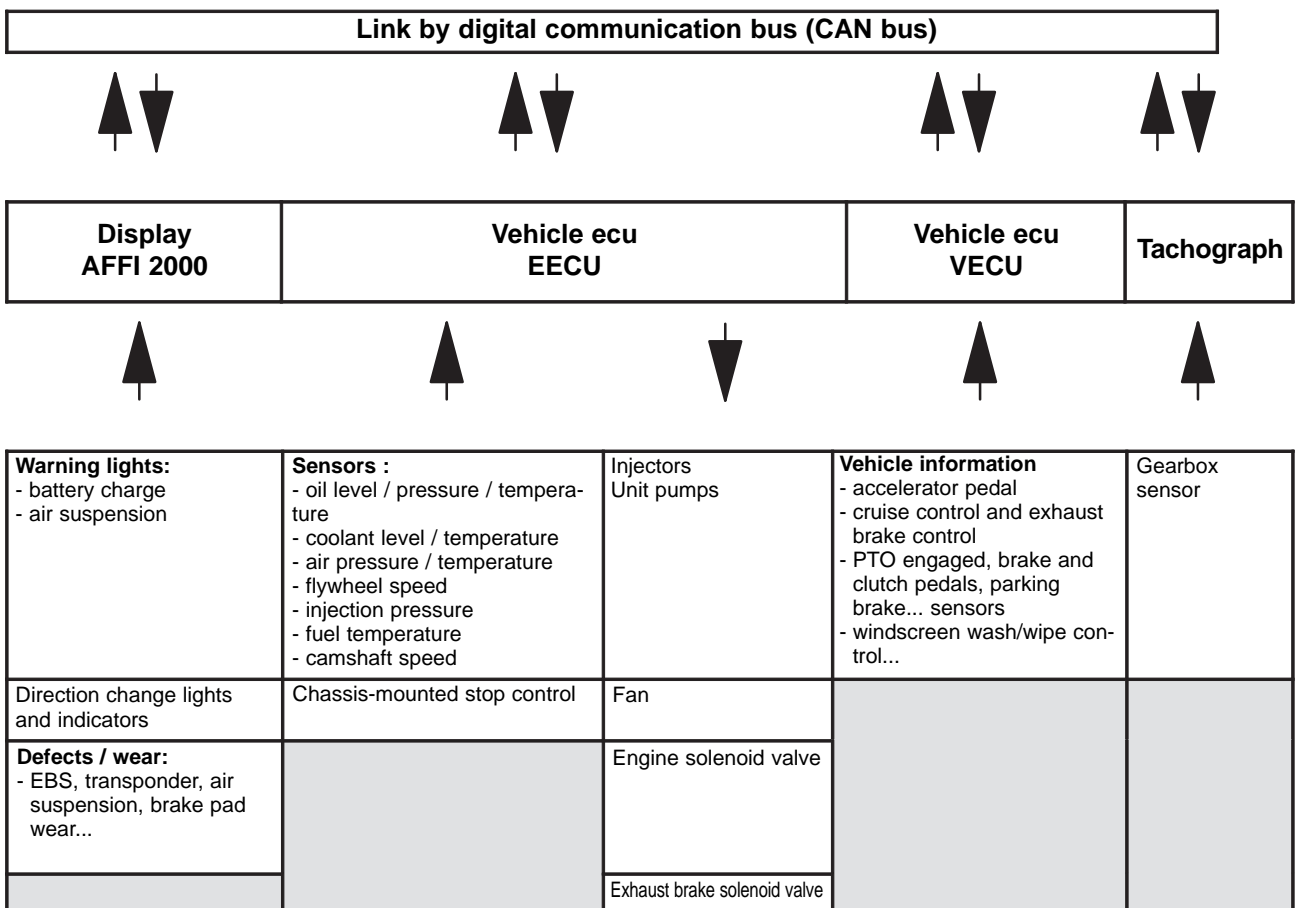 Link by digital communication bus (CAN bus)
Display
AFFI 2000
Vehicle ecu
EECU
Vehicle ecu
VECU
Tachograph
Warning lights:
- battery charge
- air suspension
Sensors :
- oil level / pressure / tempera-
ture
- coolant level / temperature
- air pressure / temperature
- flywheel speed
- injection pressure
- fuel temperature
- camshaft speed
Injectors
Unit pumps
Vehicle information
- accelerator pedal
- cruise control and exhaust
brake control
- PTO engaged, brake and
clutch pedals, parking
brake... sensors
- windscreen wash/wipe con-
trol...
Gearbox
sensor
Direction change lights
and indicators
Chassis-mounted stop control
Fan
Defects / wear:
- EBS, transponder, air
suspension, brake pad
wear...
Engine solenoid valve
Exhaust brake solenoid valve